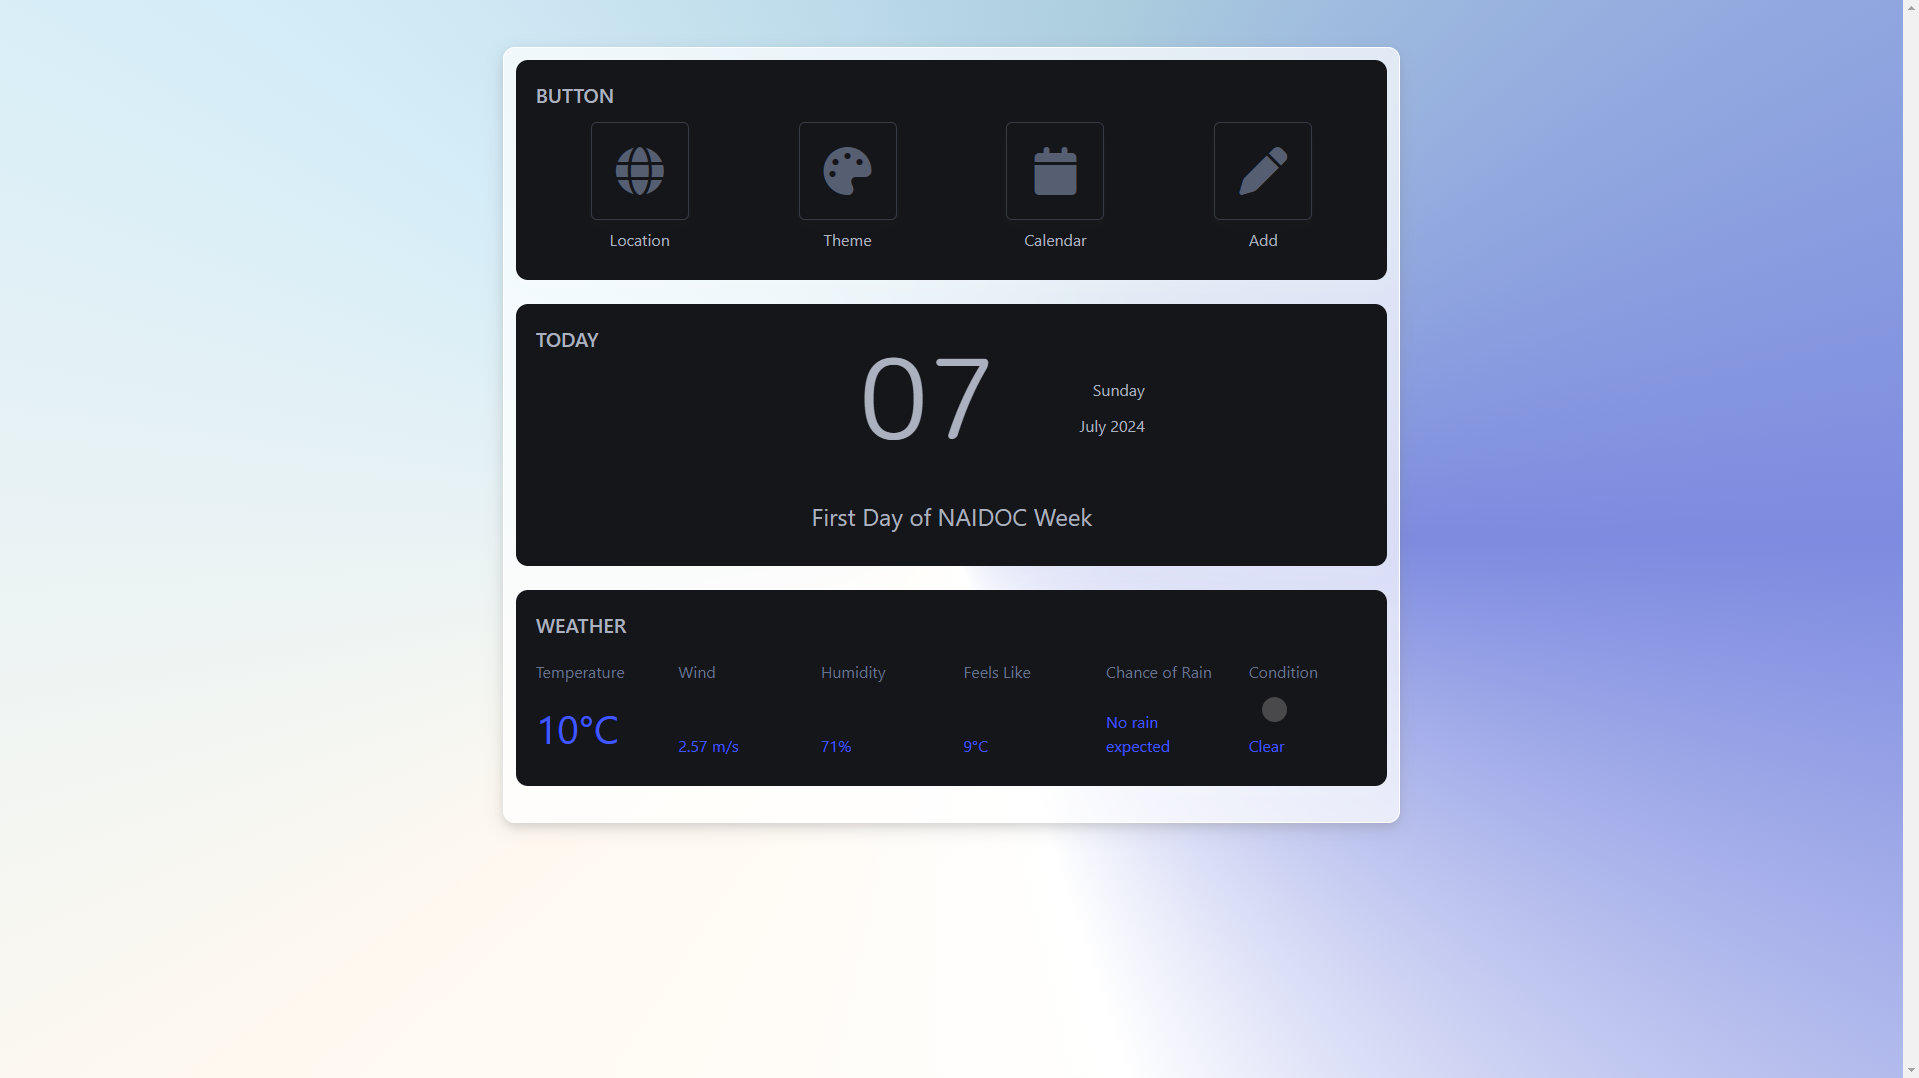 BUTTON
Location Theme Calendar Add
TODAY
07
Sunday
July 2024
First Day of NAIDOC Week
WEATHER
Temperature Wind Humidity Feels Like Chance of Rain Condition
10°C 2.57 m/s 71% 9°C No rain expected Clear